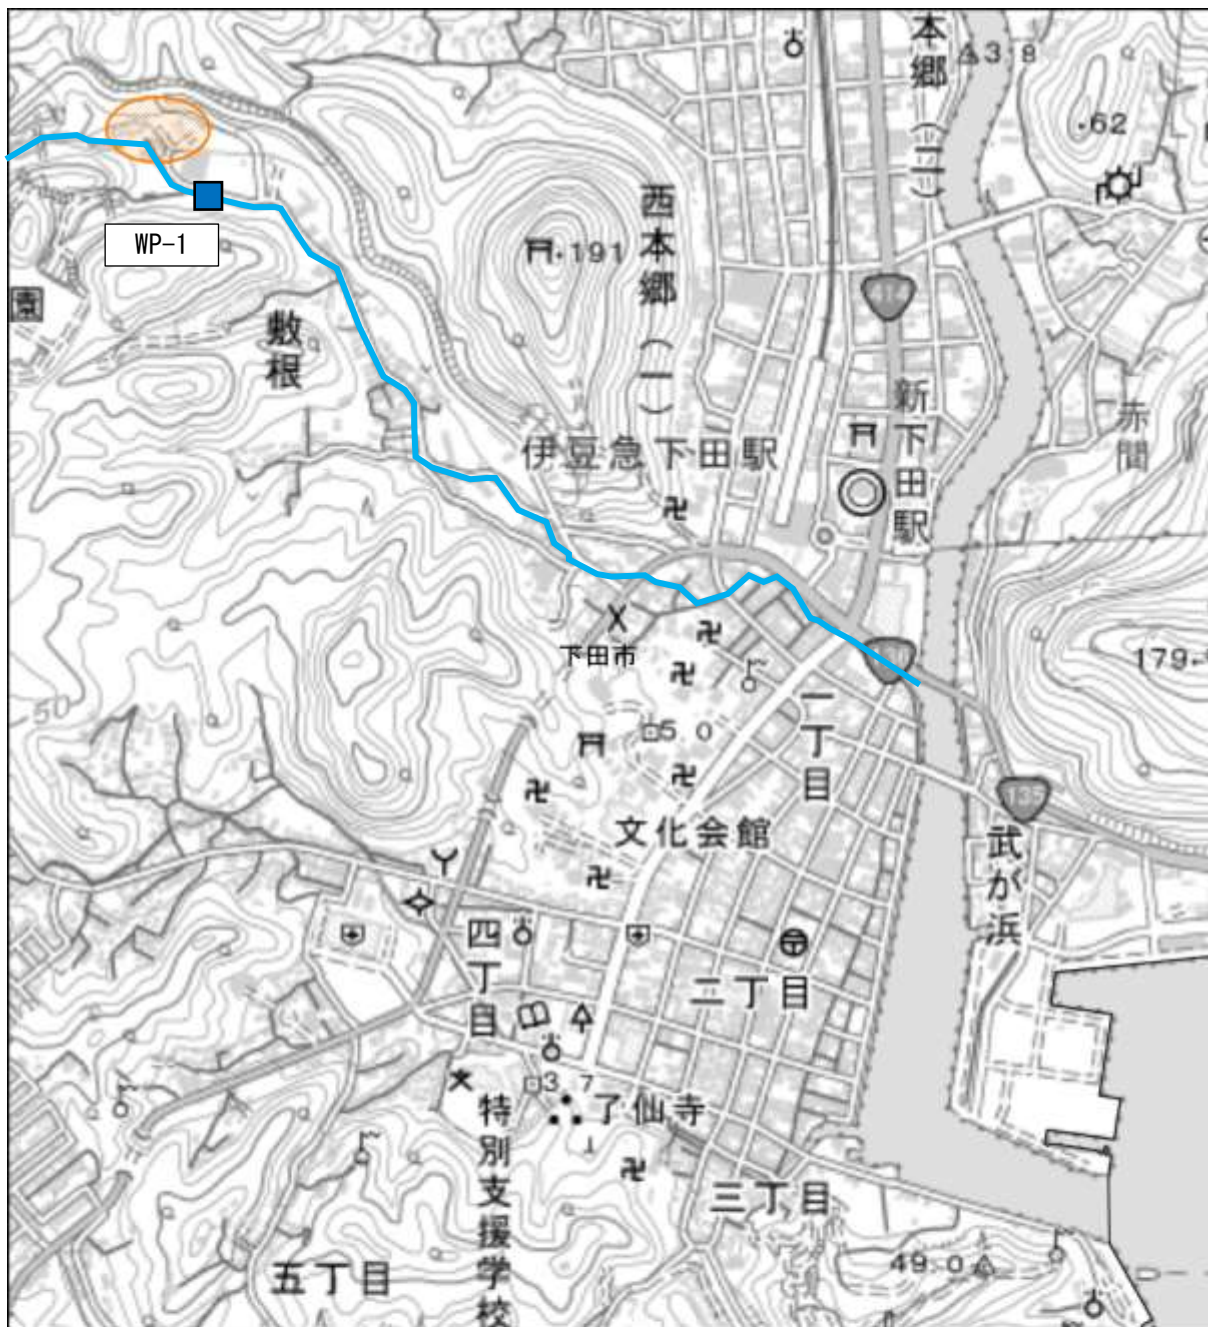 本郷(二)
3.8
・62
西本郷(一)
・191
WP-1
園
敷根
新下田駅
赤間
伊豆急下田駅
179
下田市
50
5 0
一丁目
文化会館
武が浜
四丁目
二丁目
3 7
了仙寺
特別支援学校
三丁目
五丁目
49.0